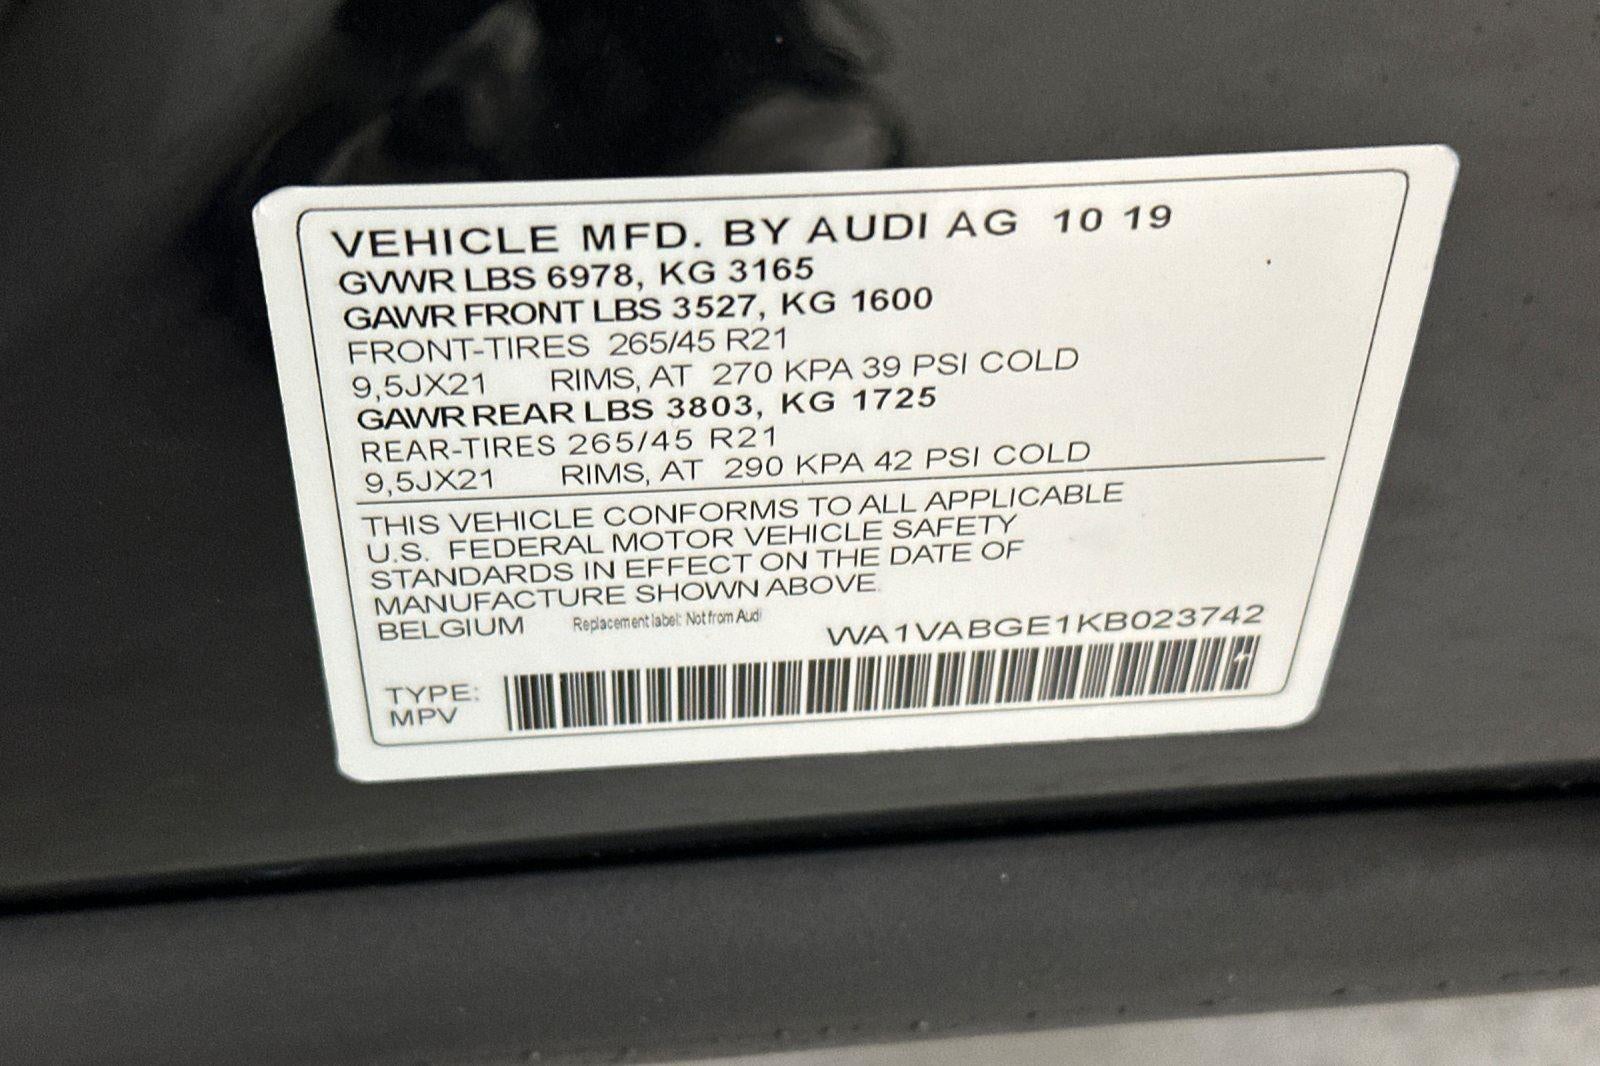 VEHICLE MFD. BY AUDI AG 10 19
GVWR LBS 6978, KG 3165
GAWR FRONT LBS 3527, KG 1600
FRONT-TIRES 265/45 R21
9,5JX21 RIMS, AT 270 KPA 39 PSI COLD
GAWR REAR LBS 3803, KG 1725
REAR-TIRES 265/45 R21
9,5JX21 RIMS, AT 290 KPA 42 PSI COLD
THIS VEHICLE CONFORMS TO ALL APPLICABLE
U.S. FEDERAL MOTOR VEHICLE SAFETY
STANDARDS IN EFFECT ON THE DATE OF
MANUFACTURE SHOWN ABOVE.
BELGIUM Replacement label: Not from Audi
WA1VABGE1KB023742
TYPE:
MPV